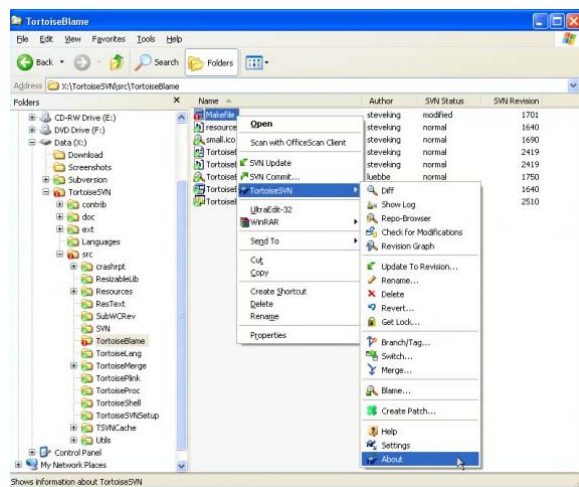 TortoiseBlame
File Edit View Favorites Tools Help
Back Search Folders
Address X:\TortoiseSVN\src\TortoiseBlame
Folders
CD-RW Drive (E:)
DVD Drive (F:)
Data (X:)
Download
Screenshots
Subversion
TortoiseSVN
contrib
doc
ext
Languages
src
crashrpt
ResizableLib
Resources
ResText
SubWCRev
SVN
TortoiseBlame
TortoiseLang
TortoiseMerge
TortoisePlink
TortoiseProc
TortoiseShell
TortoiseSVNSetup
TSVNCache
Utils
Control Panel
My Network Places
Name Author SVN Status SVN Revision
Makefile steveking modified 1701
resource steveking normal 1640
small.ico steveking normal 1690
Tortoise steveking normal 2419
Tortoise steveking normal 2419
Tortoise luebbe normal 1750
Tortoise 1640
Tortoise 2510
Open
Scan with OfficeScan Client
SVN Update
SVN Commit...
TortoiseSVN
UltraEdit-32
WinRAR
Send To
Cut
Copy
Create Shortcut
Delete
Rename
Properties
Diff
Show Log
Repo-Browser
Check for Modifications
Revision Graph
Update To Revision...
Rename...
Delete
Revert...
Get Lock...
Branch/Tag...
Switch...
Merge...
Blame...
Create Patch...
Help
Settings
About
Shows information about TortoiseSVN